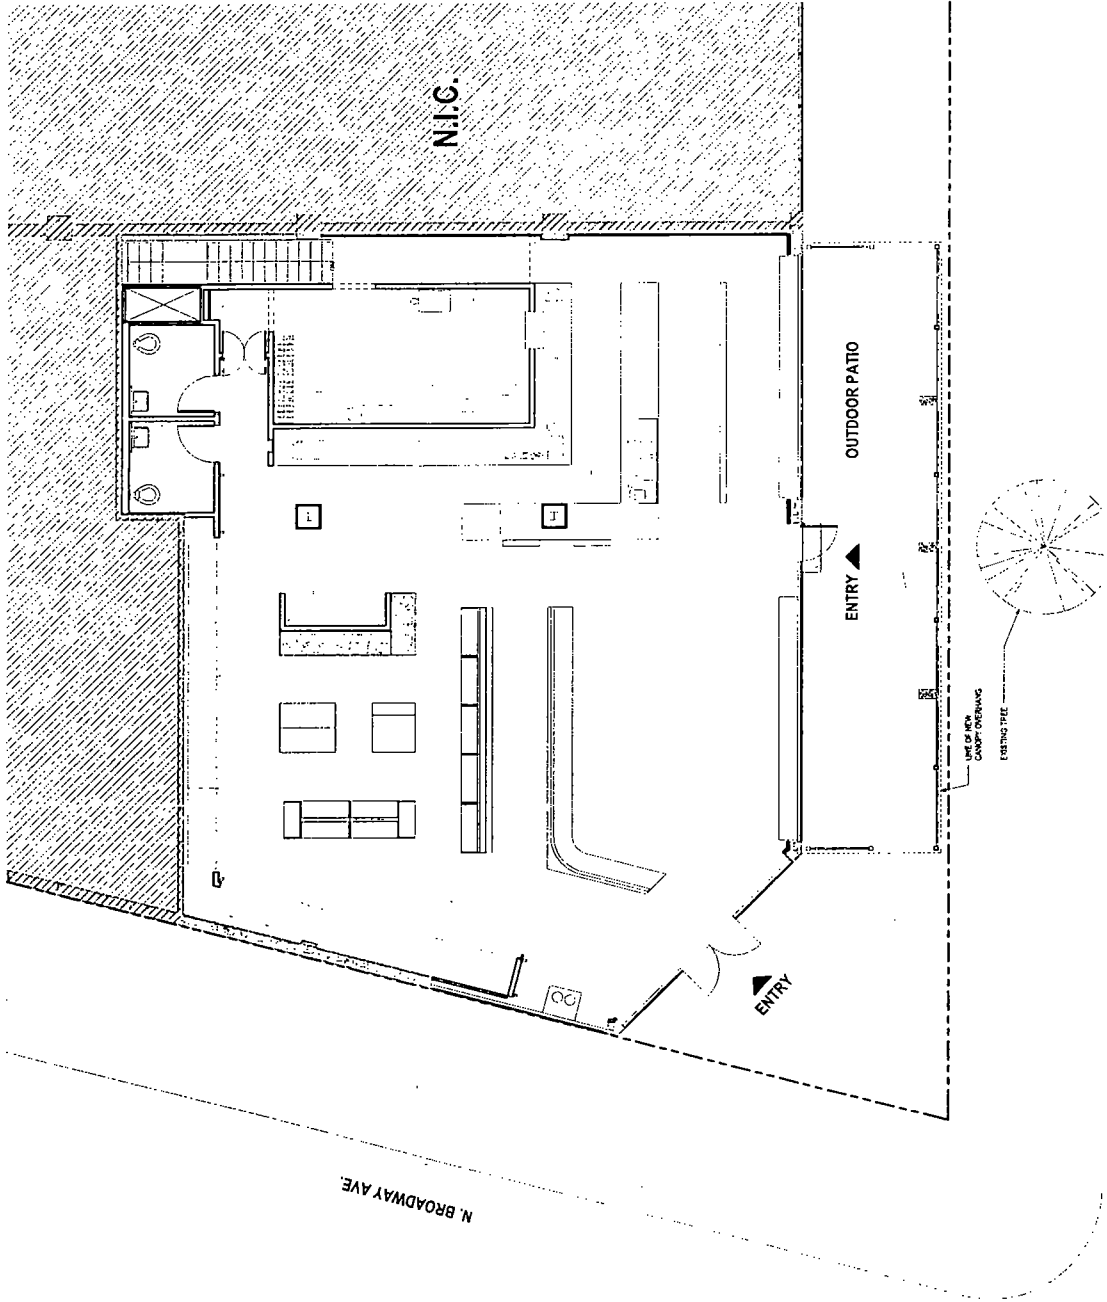 N.I.C.
OUTDOOR PATIO
ENTRY
LINE OF NEW
CANOPY OVERHANG
EXISTING TREE
ENTRY
N. BROADWAY AVE.